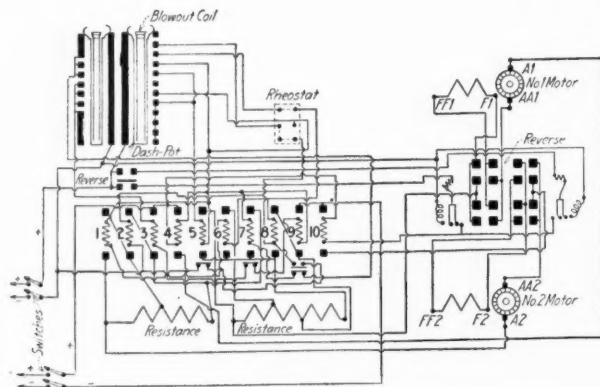 Blowout Coil
A1
No.1 Motor
AA1
Rheostat
FF1 F1
Reverse
Dash-Pot
Reverse
1 2 3 4 5 6 7 8 9 10
+
+
Switches
+
Resistance
Resistance
AA2
No.2 Motor
FF2 F2 A2